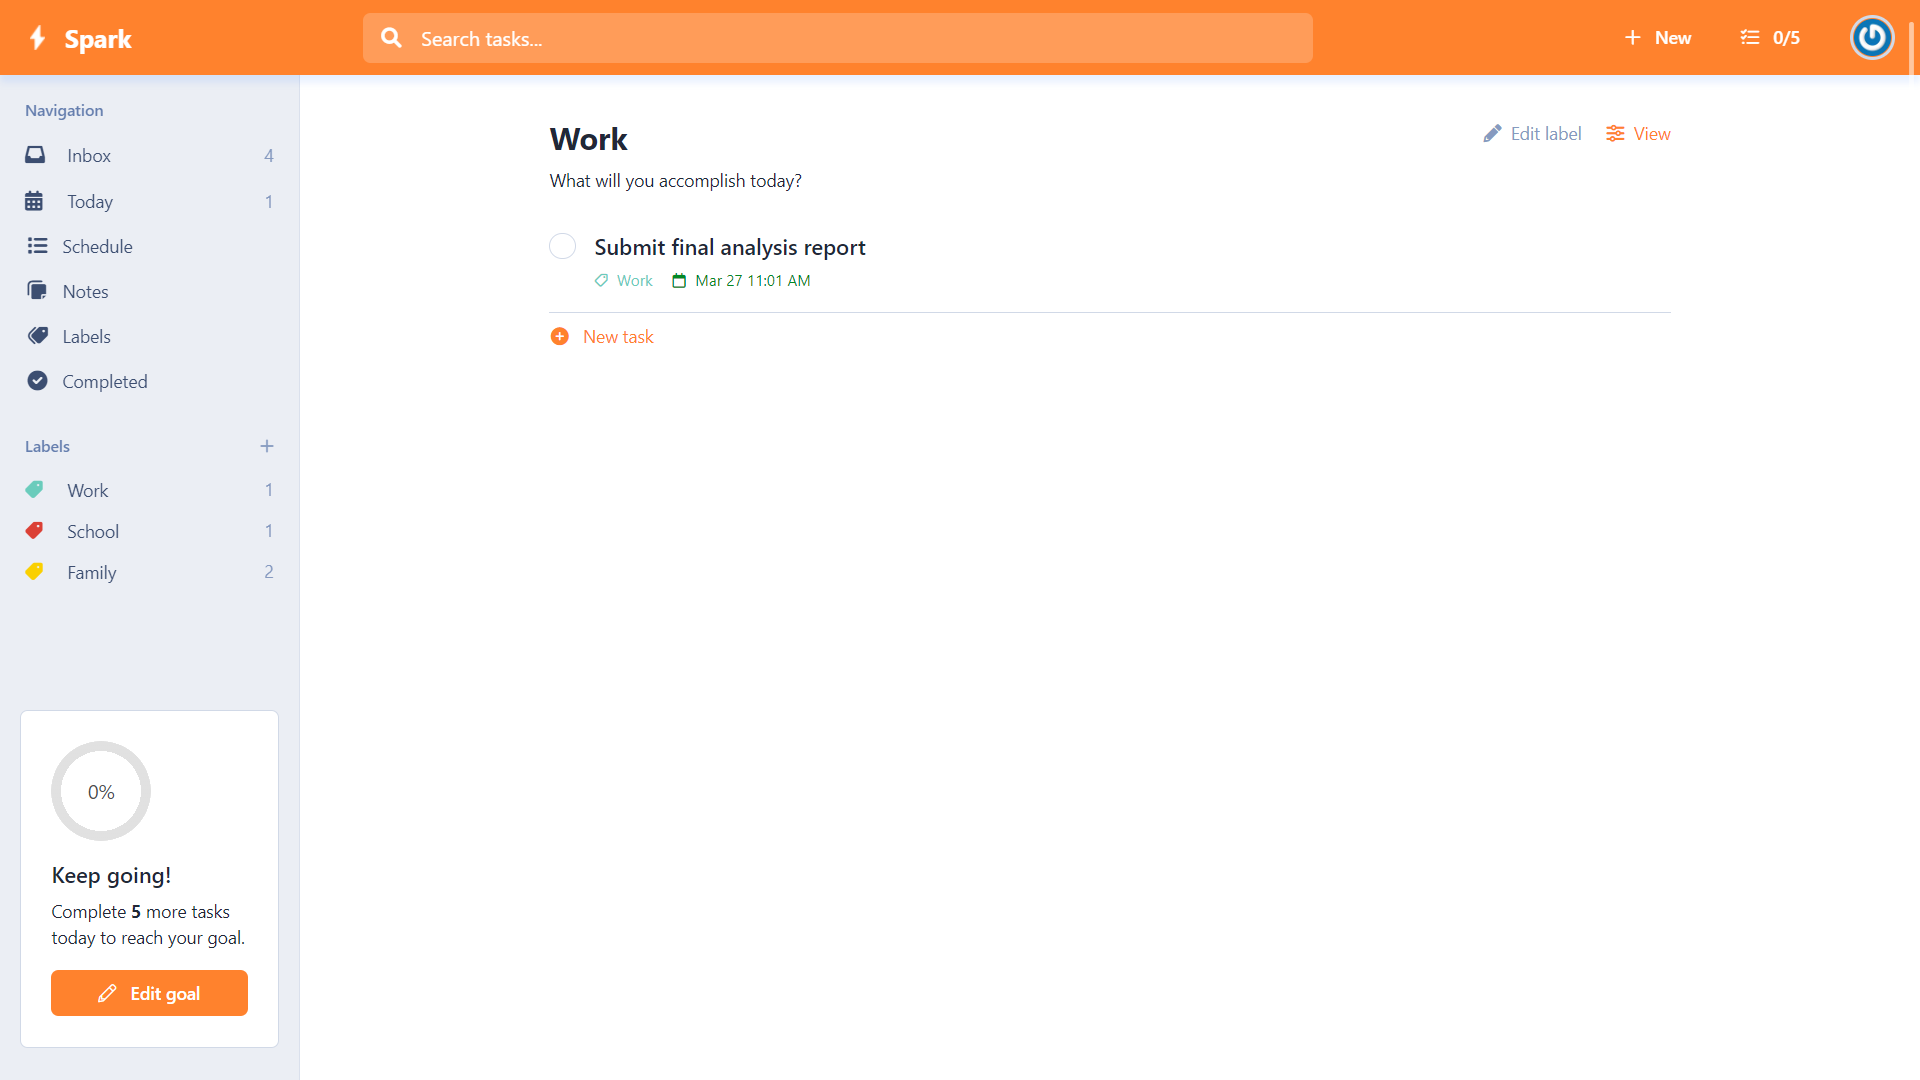 Spark
Search tasks...
New
0/5
Navigation
Inbox 4
Today 1
Schedule
Notes
Labels
Completed
Labels
Work 1
School 1
Family 2
0%
Keep going!
Complete 5 more tasks
today to reach your goal.
Edit goal
Work
Edit label
View
What will you accomplish today?
Submit final analysis report
Work Mar 27 11:01 AM
New task